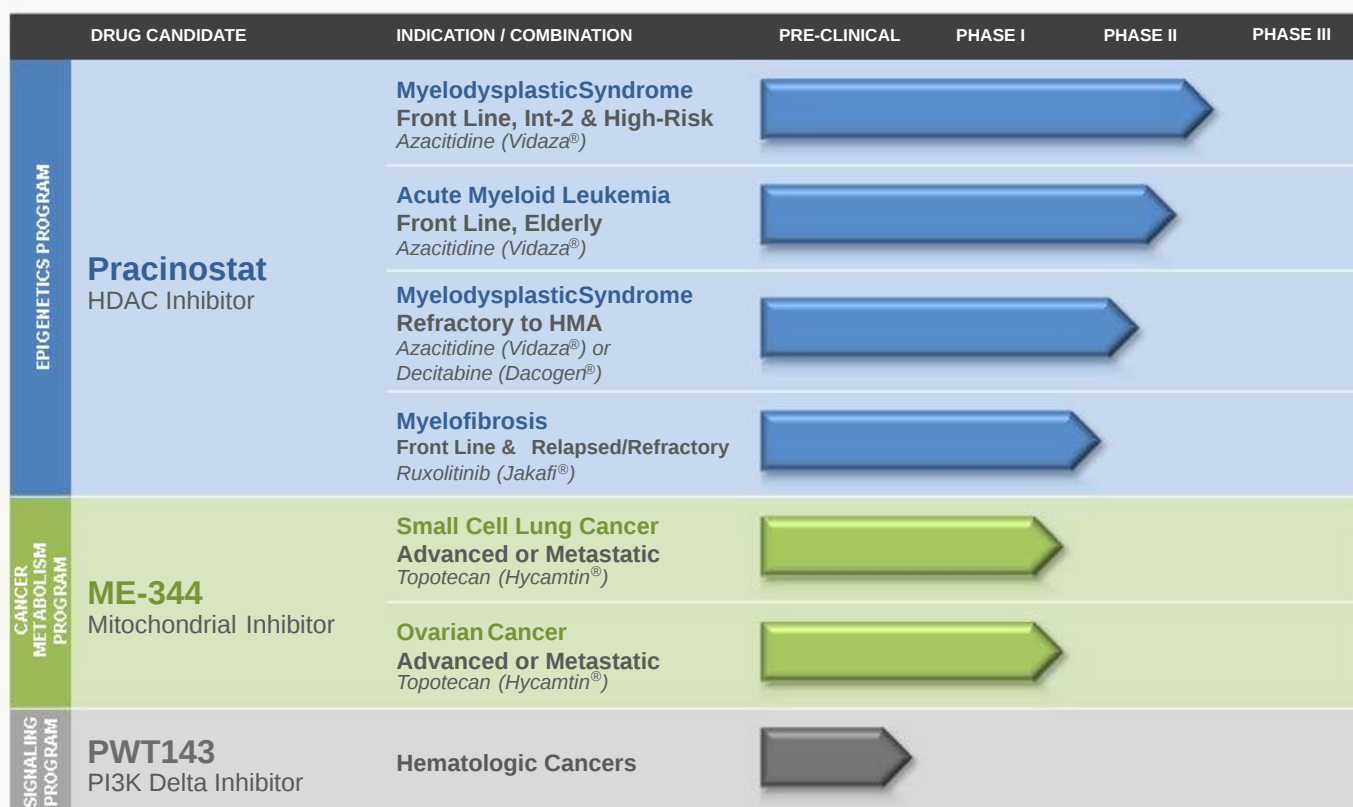 DRUG CANDIDATE INDICATION / COMBINATION PRE-CLINICAL PHASE I PHASE II PHASE III
EPIGENETICS PROGRAM
Pracinostat
HDAC Inhibitor
MyelodysplasticSyndrome
Front Line, Int-2 & High-Risk
Azacitidine (Vidaza®)
Acute Myeloid Leukemia
Front Line, Elderly
Azacitidine (Vidaza®)
MyelodysplasticSyndrome
Refractory to HMA
Azacitidine (Vidaza®) or
Decitabine (Dacogen®)
Myelofibrosis
Front Line & Relapsed/Refractory
Ruxolitinib (Jakafi®)
CANCER
METABOLISM
PROGRAM
ME-344
Mitochondrial Inhibitor
Small Cell Lung Cancer
Advanced or Metastatic
Topotecan (Hycamtin®)
Ovarian Cancer
Advanced or Metastatic
Topotecan (Hycamtin®)
SIGNALING
PROGRAM
PWT143
PI3K Delta Inhibitor
Hematologic Cancers